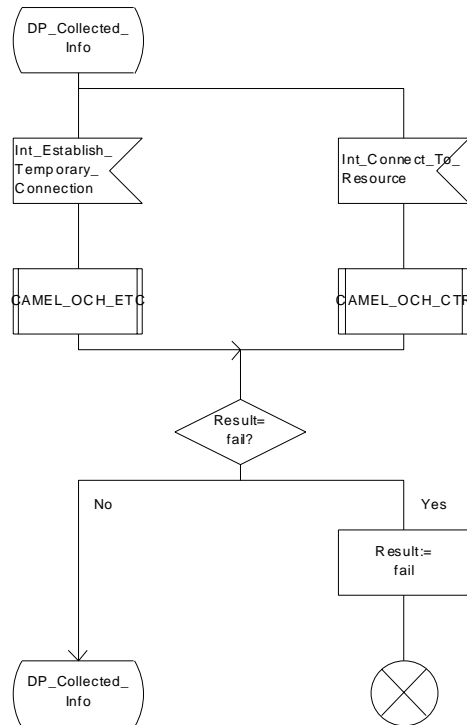 DP_Collected_
Info
Int_Establish_
Temporary_
Connection
Int_Connect_To_
Resource
CAMEL_OCH_ETC
CAMEL_OCH_CTR
Result=
fail?
No
Yes
Result:=
fail
DP_Collected_
Info